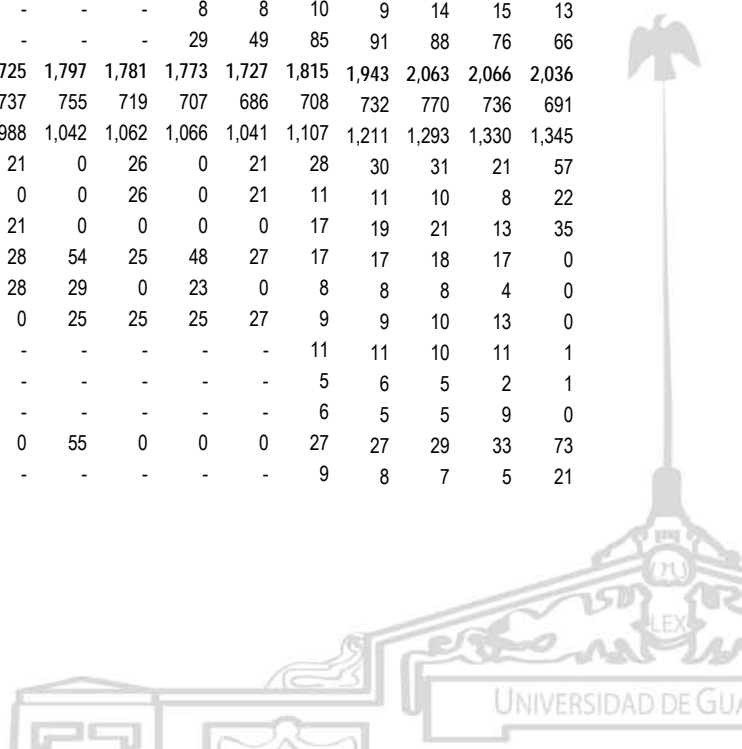 - - - 8 8 10 9 14 15 13
- - - 29 49 85 91 88 76 66
725 1,797 1,781 1,773 1,727 1,815 1,943 2,063 2,066 2,036
737 755 719 707 686 708 732 770 736 691
988 1,042 1,062 1,066 1,041 1,107 1,211 1,293 1,330 1,345
21 0 26 0 21 28 30 31 21 57
0 0 26 0 21 11 11 10 8 22
21 0 0 0 0 17 19 21 13 35
28 54 25 48 27 17 17 18 17 0
28 29 0 23 0 8 8 8 4 0
0 25 25 25 27 9 9 10 13 0
- - - - - 11 11 10 11 1
- - - - - 5 6 5 2 1
- - - - - 6 5 5 9 0
0 55 0 0 0 27 27 29 33 73
- - - - - 9 8 7 5 21
LEX
UNIVERSIDAD DE GUA